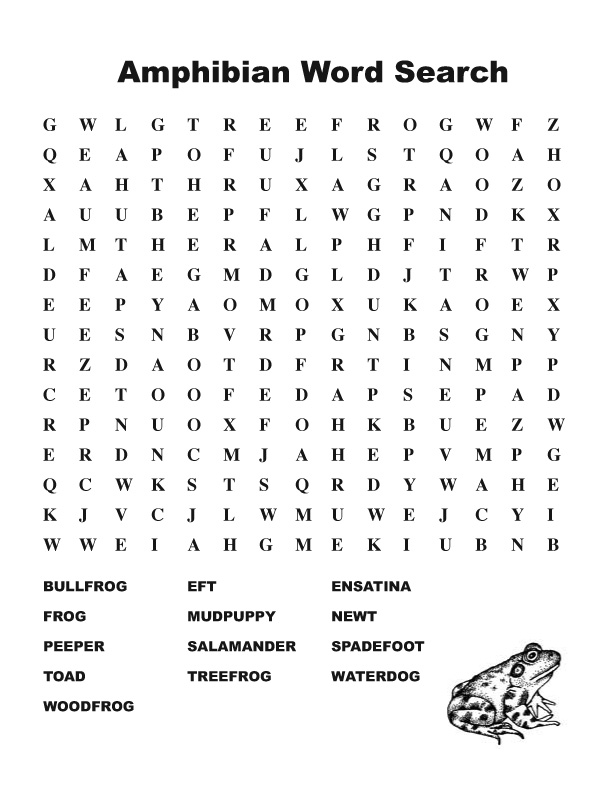 Amphibian Word Search
G W L G T R E E F R O G W F Z
Q E A P O F U J L S T Q O A H
X A H T H R U X A G R A O Z O
A U U B E P F L W G P N D K X
L M T H E R A L P H F I F T R
D F A E G M D G L D J T R W P
E E P Y A O M O X U K A O E X
U E S N B V R P G N B S G N Y
R Z D A O T D F R T I N M P P
C E T O O F E D A P S E P A D
R P N U O X F O H K B U E Z W
E R D N C M J A H E P V M P G
Q C W K S T S Q R D Y W A H E
K J V C J L W M U W E J C Y I
W W E I A H G M E K I U B N B
BULLFROG EFT ENSATINA
FROG MUDPUPPY NEWT
PEEPER SALAMANDER SPADEFOOT
TOAD TREEFROG WATERDOG
WOODFROG